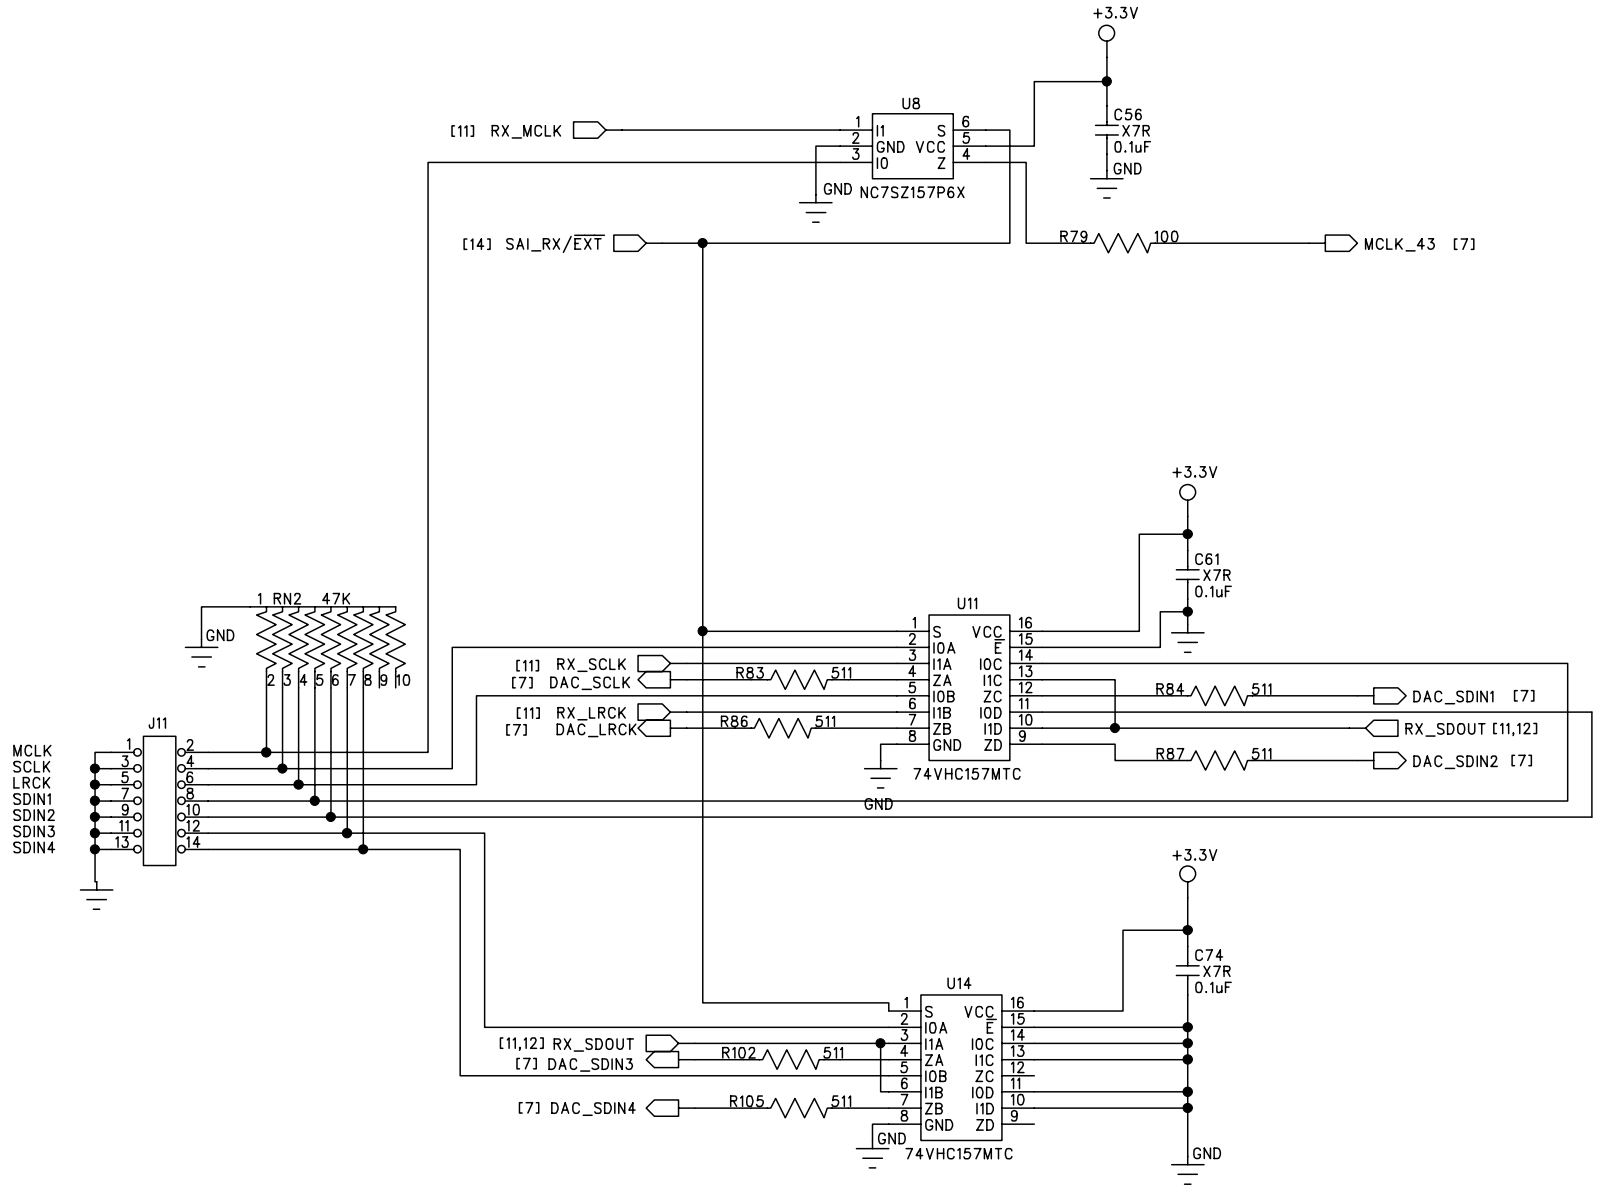 +3.3V
U8
C56
X7R
0.1uF
GND
[11] RX_MCLK
1 I1 S 6
2 GND VCC 5
3 I0 Z 4
GND
NC7SZ157P6X
[14] SAI_RX/EXT
R79 100
MCLK_43 [7]
+3.3V
C61
X7R
0.1uF
1 RN2 47K
GND
2 3 4 5 6 7 8 9 10
U11
1 S VCC 16
2 I0A E 15
3 I1A I0C 14
4 ZA I1C 13
5 I0B ZC 12
6 I1B I0D 11
7 ZB I1D 10
8 GND ZD 9
74VHC157MTC
GND
[11] RX_SCLK
[7] DAC_SCLK
R83 511
[11] RX_LRCK
[7] DAC_LRCK
R86 511
R84 511
DAC_SDIN1 [7]
RX_SDOUT [11,12]
R87 511
DAC_SDIN2 [7]
J11
MCLK 1 2
SCLK 3 4
LRCK 5 6
SDIN1 7 8
SDIN2 9 10
SDIN3 11 12
SDIN4 13 14
+3.3V
C74
X7R
0.1uF
U14
1 S VCC 16
2 I0A E 15
3 I1A I0C 14
4 ZA I1C 13
5 I0B ZC 12
6 I1B I0D 11
7 ZB I1D 10
8 GND ZD 9
74VHC157MTC
GND
GND
[11,12] RX_SDOUT
[7] DAC_SDIN3
R102 511
[7] DAC_SDIN4
R105 511